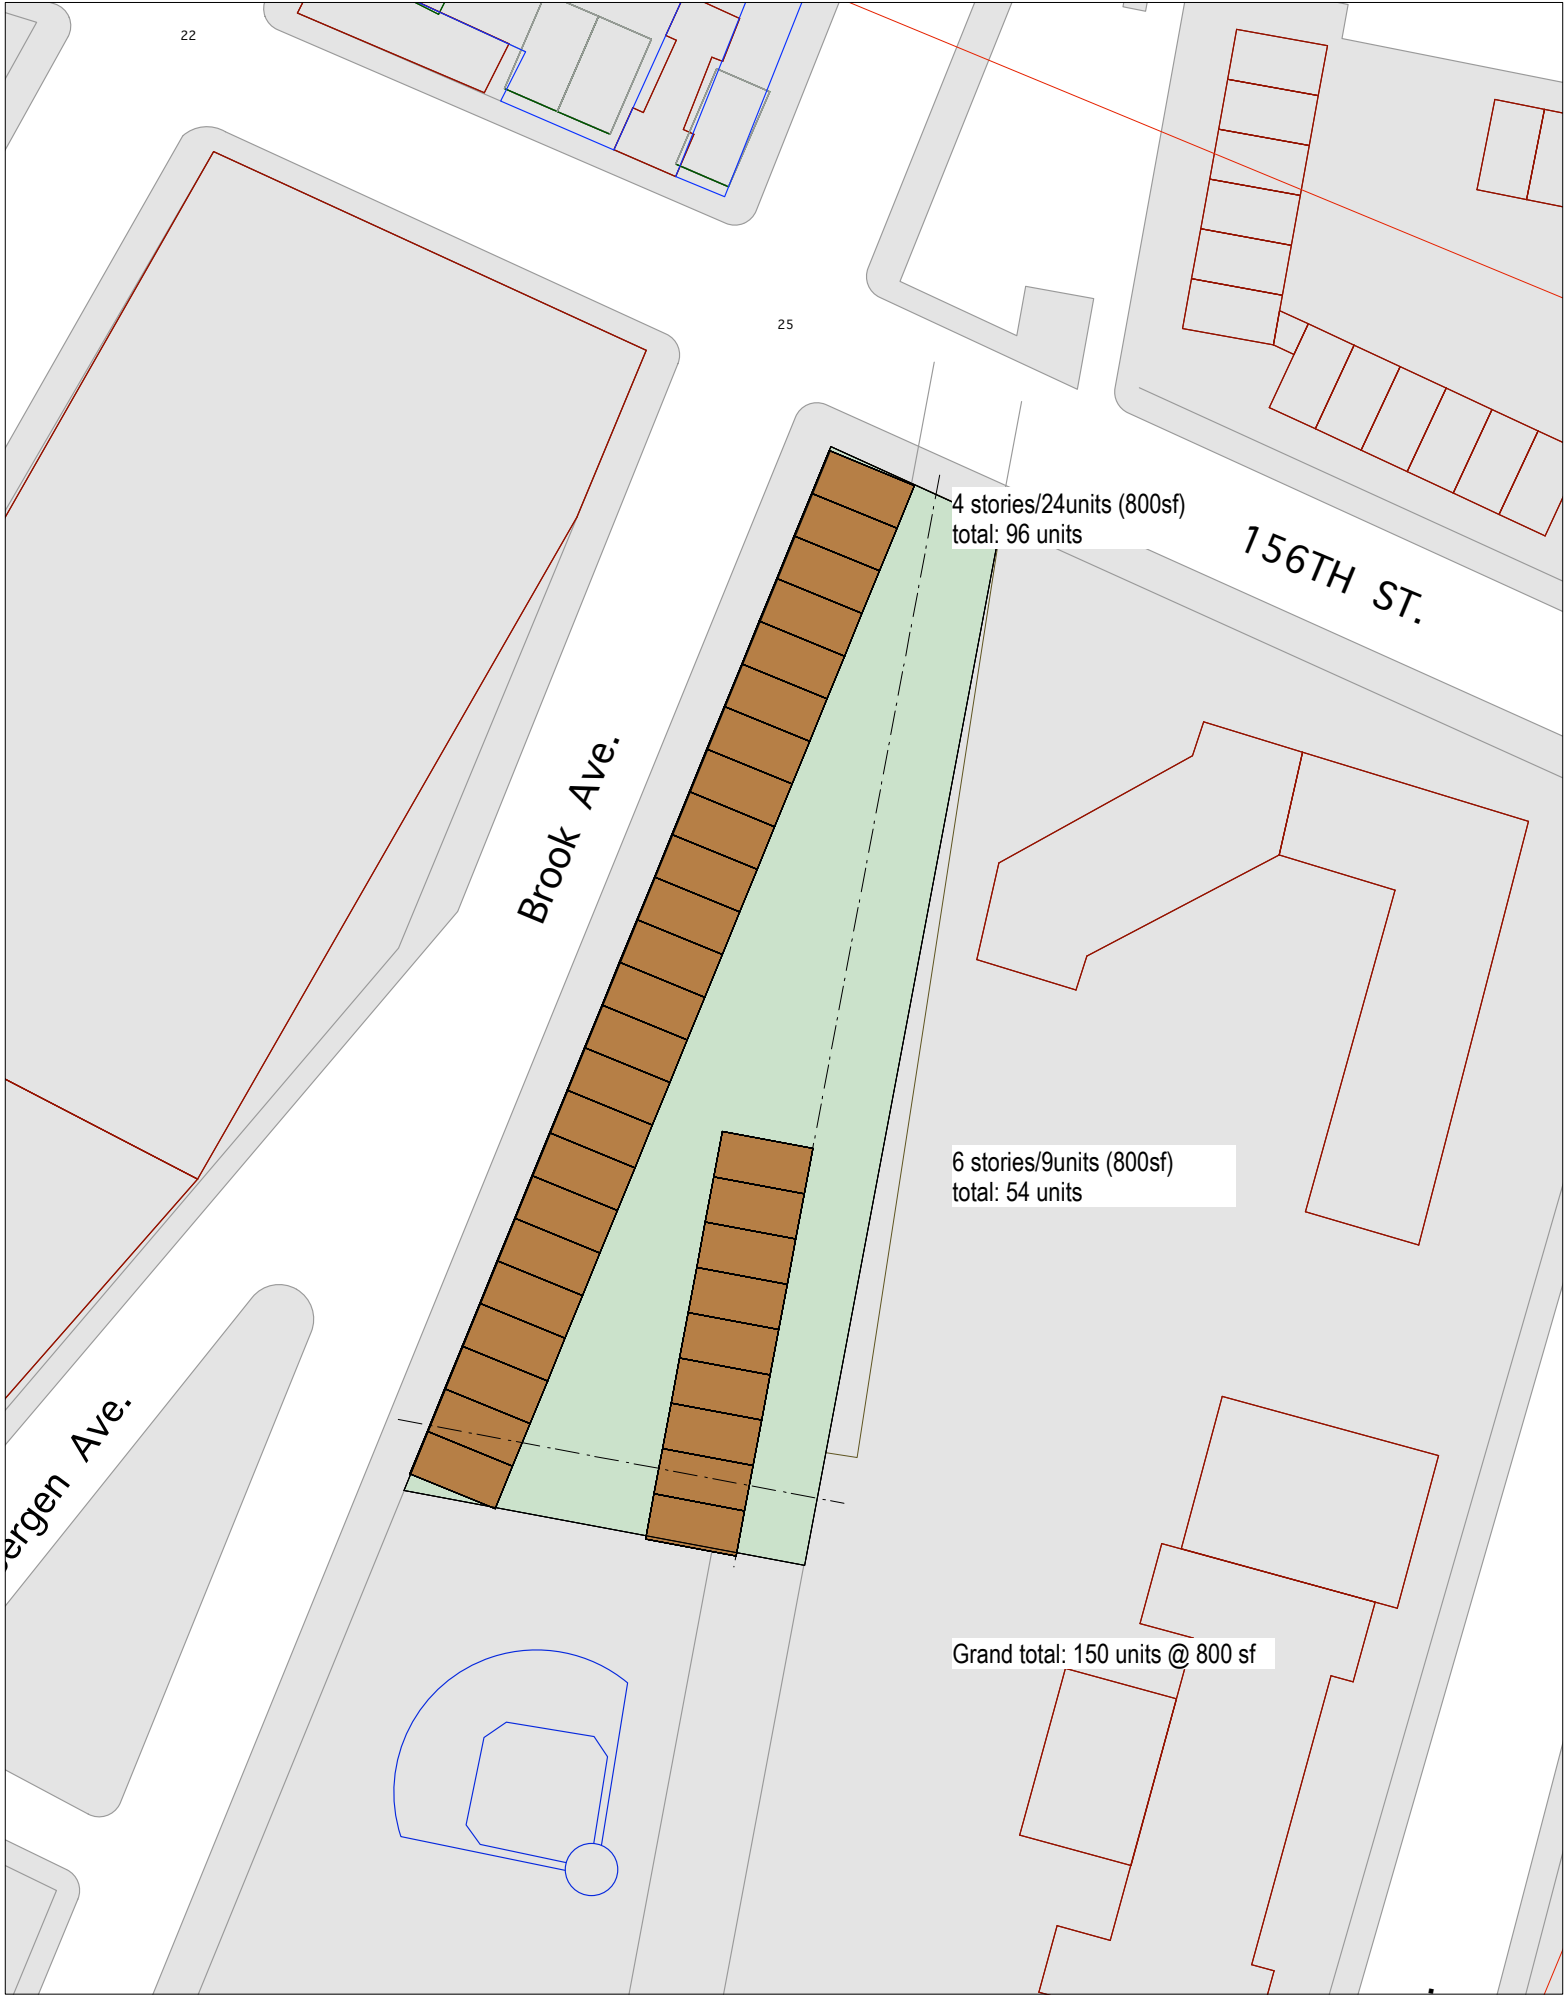 22
25
4 stories/24units (800sf)
total: 96 units
156TH ST.
Brook Ave.
6 stories/9units (800sf)
total: 54 units
ergen Ave.
Grand total: 150 units @ 800 sf